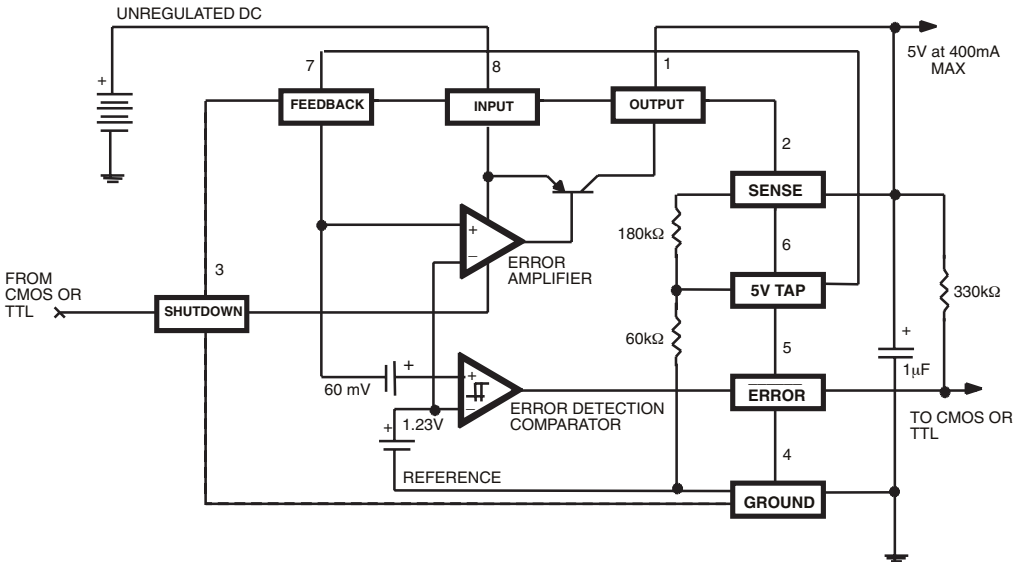 UNREGULATED DC
+
7
8
1
5V at 400mA
MAX
FEEDBACK
INPUT
OUTPUT
2
SENSE
180kΩ
+
−
ERROR
AMPLIFIER
6
FROM
CMOS OR
TTL
3
SHUTDOWN
5V TAP
330kΩ
60kΩ
5
+
1µF
60 mV
+
+
−
ERROR DETECTION
COMPARATOR
ERROR
TO CMOS OR
TTL
+
1.23V
REFERENCE
4
GROUND